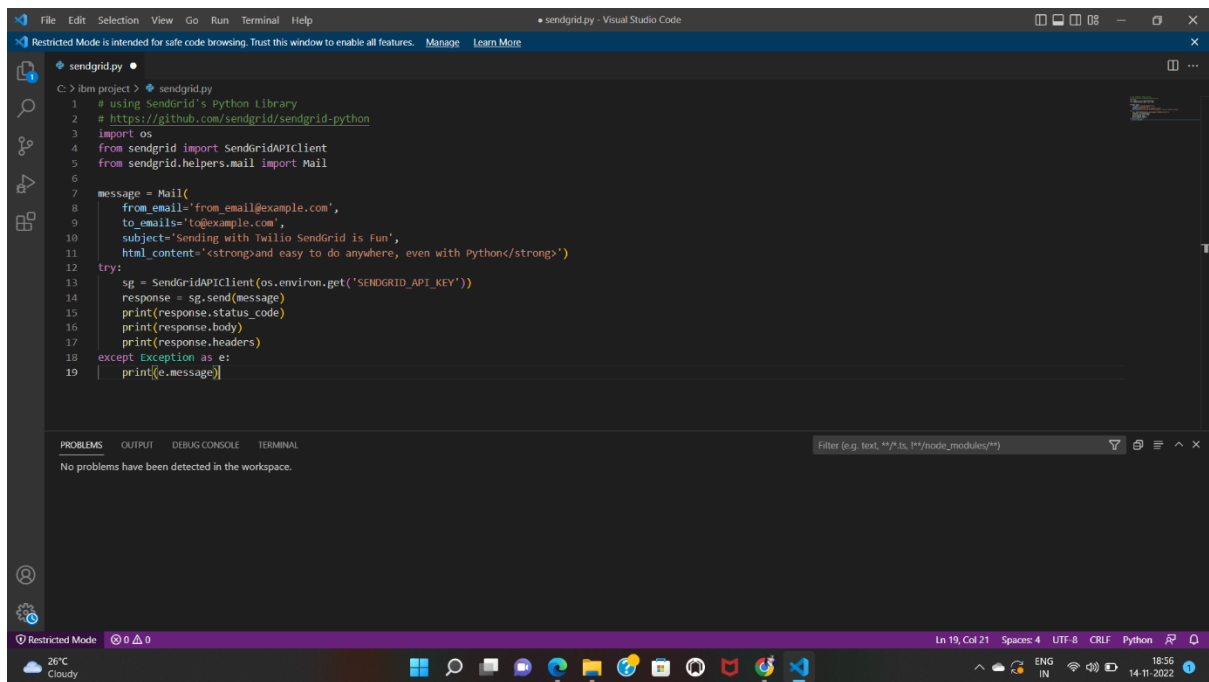 File Edit Selection View Go Run Terminal Help
● sendgrid.py - Visual Studio Code
Restricted Mode is intended for safe code browsing. Trust this window to enable all features. Manage Learn More
sendgrid.py ●
C: > ibm project > sendgrid.py
1 # using SendGrid's Python Library
2 # https://github.com/sendgrid/sendgrid-python
3 import os
4 from sendgrid import SendGridAPIClient
5 from sendgrid.helpers.mail import Mail
6
7 message = Mail(
8     from_email='from_email@example.com',
9     to_emails='to@example.com',
10     subject='Sending with Twilio SendGrid is Fun',
11     html_content='<strong>and easy to do anywhere, even with Python</strong>')
12 try:
13     sg = SendGridAPIClient(os.environ.get('SENDGRID_API_KEY'))
14     response = sg.send(message)
15     print(response.status_code)
16     print(response.body)
17     print(response.headers)
18 except Exception as e:
19     print(e.message)
PROBLEMS OUTPUT DEBUG CONSOLE TERMINAL
Filter (e.g. text, **/*.ts, !**/node_modules/**)
No problems have been detected in the workspace.
Restricted Mode 0 0
Ln 19, Col 21 Spaces: 4 UTF-8 CRLF Python
26°C
Cloudy
ENG
IN
18:56
14-11-2022
1